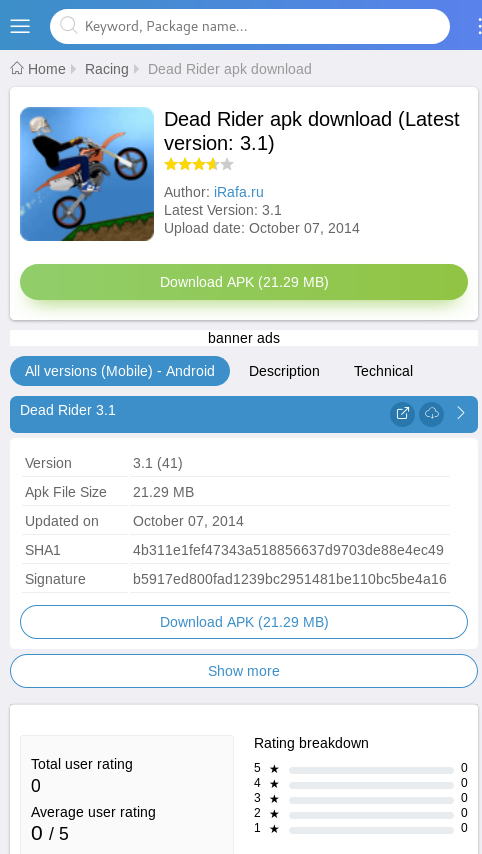 Keyword, Package name...
Home Racing Dead Rider apk download
Dead Rider apk download (Latest
version: 3.1)
Author: iRafa.ru
Latest Version: 3.1
Upload date: October 07, 2014
Download APK (21.29 MB)
banner ads
All versions (Mobile) - Android Description Technical
Dead Rider 3.1
Version 3.1 (41)
Apk File Size 21.29 MB
Updated on October 07, 2014
SHA1 4b311e1fef47343a518856637d9703de88e4ec49
Signature b5917ed800fad1239bc2951481be110bc5be4a16
Download APK (21.29 MB)
Show more
Total user rating
0
Average user rating
0 / 5
Rating breakdown
5 ★ 0
4 ★ 0
3 ★ 0
2 ★ 0
1 ★ 0